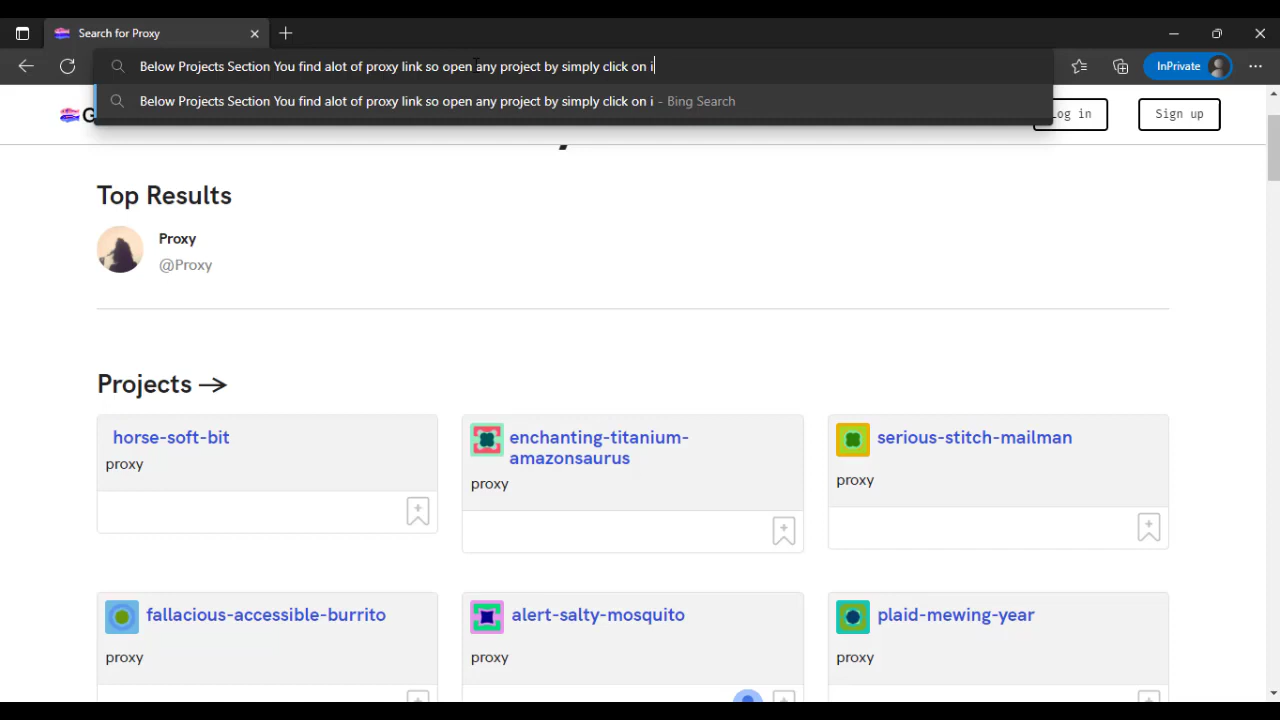 Search for Proxy
Below Projects Section You find alot of proxy link so open any project by simply click on i
InPrivate
Below Projects Section You find alot of proxy link so open any project by simply click on i - Bing Search
G
og in
Sign up
Top Results
Proxy
@Proxy
Projects →
horse-soft-bit
proxy
enchanting-titanium-
amazonsaurus
proxy
serious-stitch-mailman
proxy
fallacious-accessible-burrito
proxy
alert-salty-mosquito
proxy
plaid-mewing-year
proxy